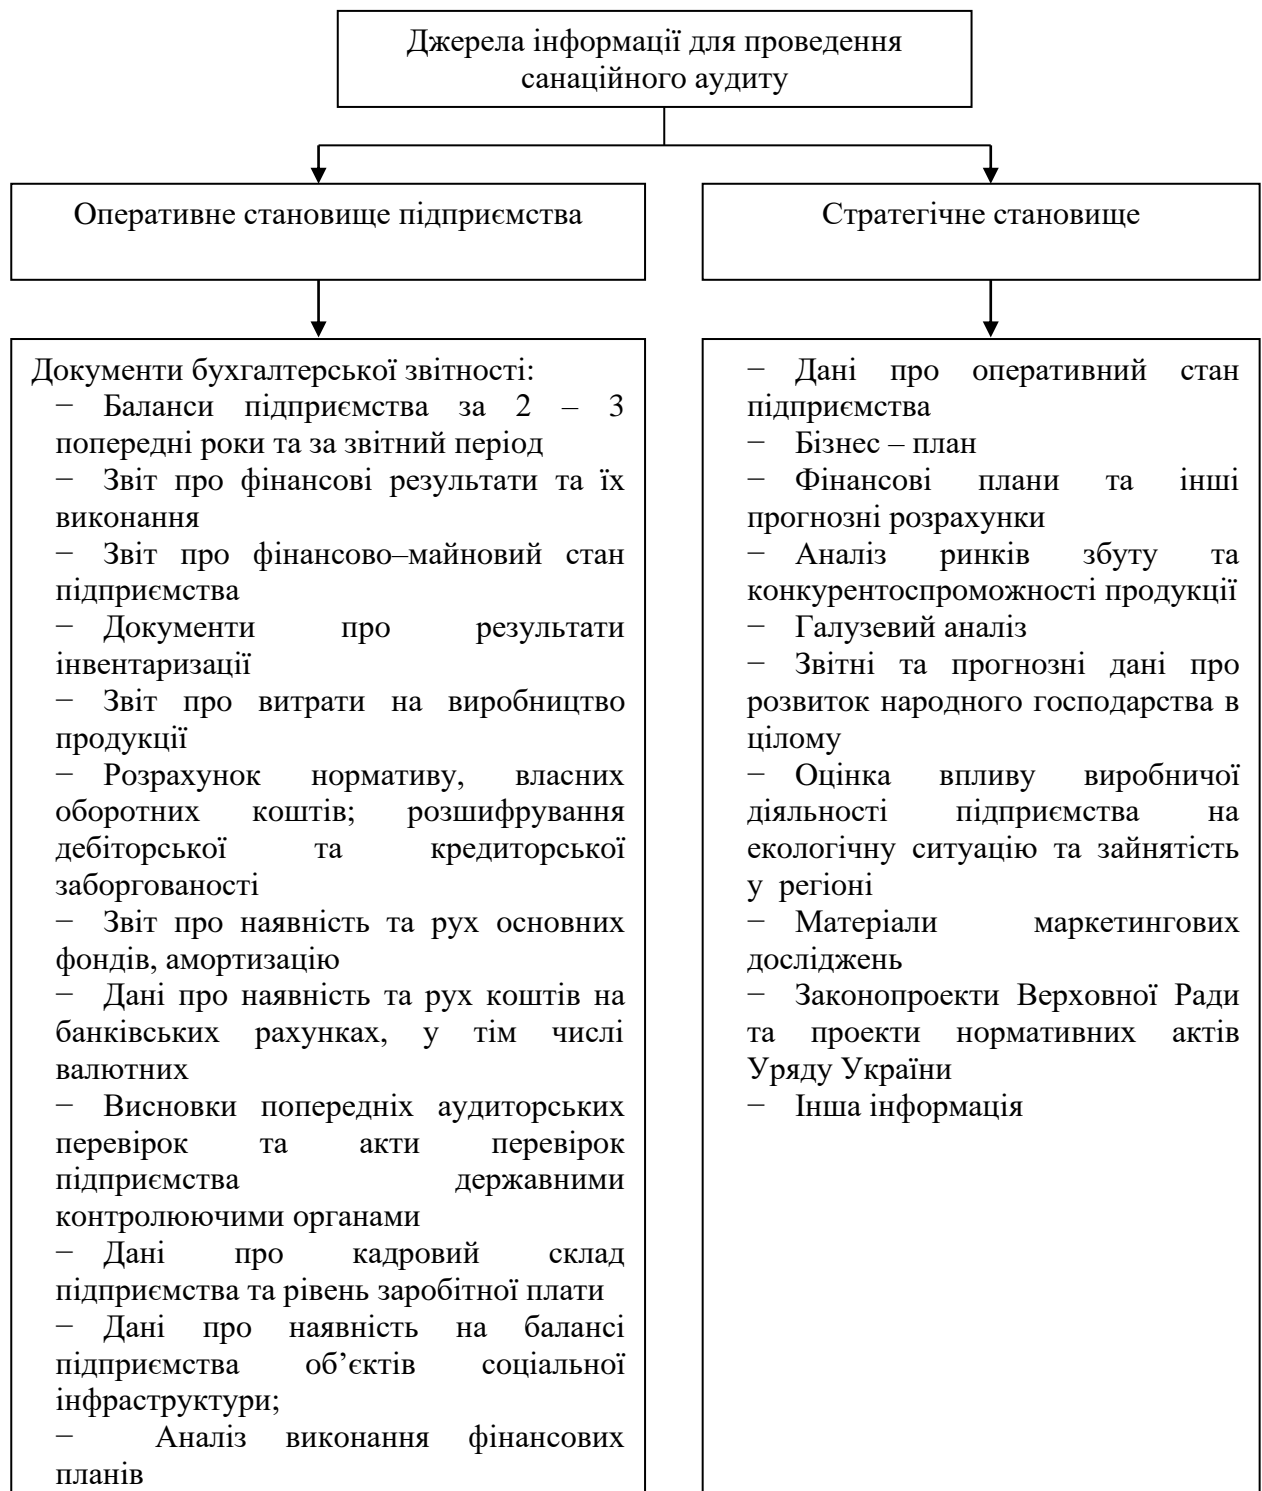 Джерела інформації для проведення
санаційного аудиту
Оперативне становище підприємства
Стратегічне становище
Документи бухгалтерської звітності:
− Баланси підприємства за 2 – 3
попередні роки та за звітний період
− Звіт про фінансові результати та їх
виконання
− Звіт про фінансово–майновий стан
підприємства
− Документи про результати
інвентаризації
− Звіт про витрати на виробництво
продукції
− Розрахунок нормативу, власних
оборотних коштів; розшифрування
дебіторської та кредиторської
заборгованості
− Звіт про наявність та рух основних
фондів, амортизацію
− Дані про наявність та рух коштів на
банківських рахунках, у тім числі
валютних
− Висновки попередніх аудиторських
перевірок та акти перевірок
підприємства державними
контролюючими органами
− Дані про кадровий склад
підприємства та рівень заробітної плати
− Дані про наявність на балансі
підприємства об’єктів соціальної
інфраструктури;
− Аналіз виконання фінансових
планів
− Дані про оперативний стан
підприємства
− Бізнес – план
− Фінансові плани та інші
прогнозні розрахунки
− Аналіз ринків збуту та
конкурентоспроможності продукції
− Галузевий аналіз
− Звітні та прогнозні дані про
розвиток народного господарства в
цілому
− Оцінка впливу виробничої
діяльності підприємства на
екологічну ситуацію та зайнятість
у регіоні
− Матеріали маркетингових
досліджень
− Законопроекти Верховної Ради
та проекти нормативних актів
Уряду України
− Інша інформація